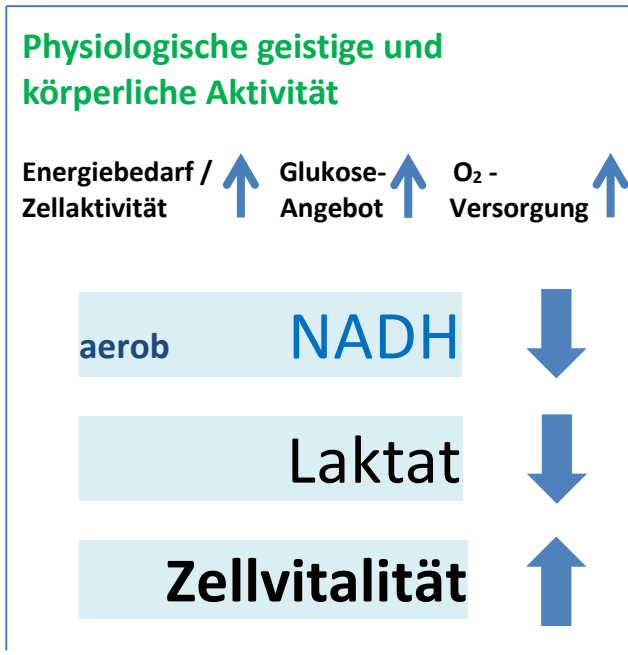 Physiologische geistige und
körperliche Aktivität
Energiebedarf / Glukose- O₂ -
Zellaktivität Angebot Versorgung
aerob NADH
Laktat
Zellvitalität